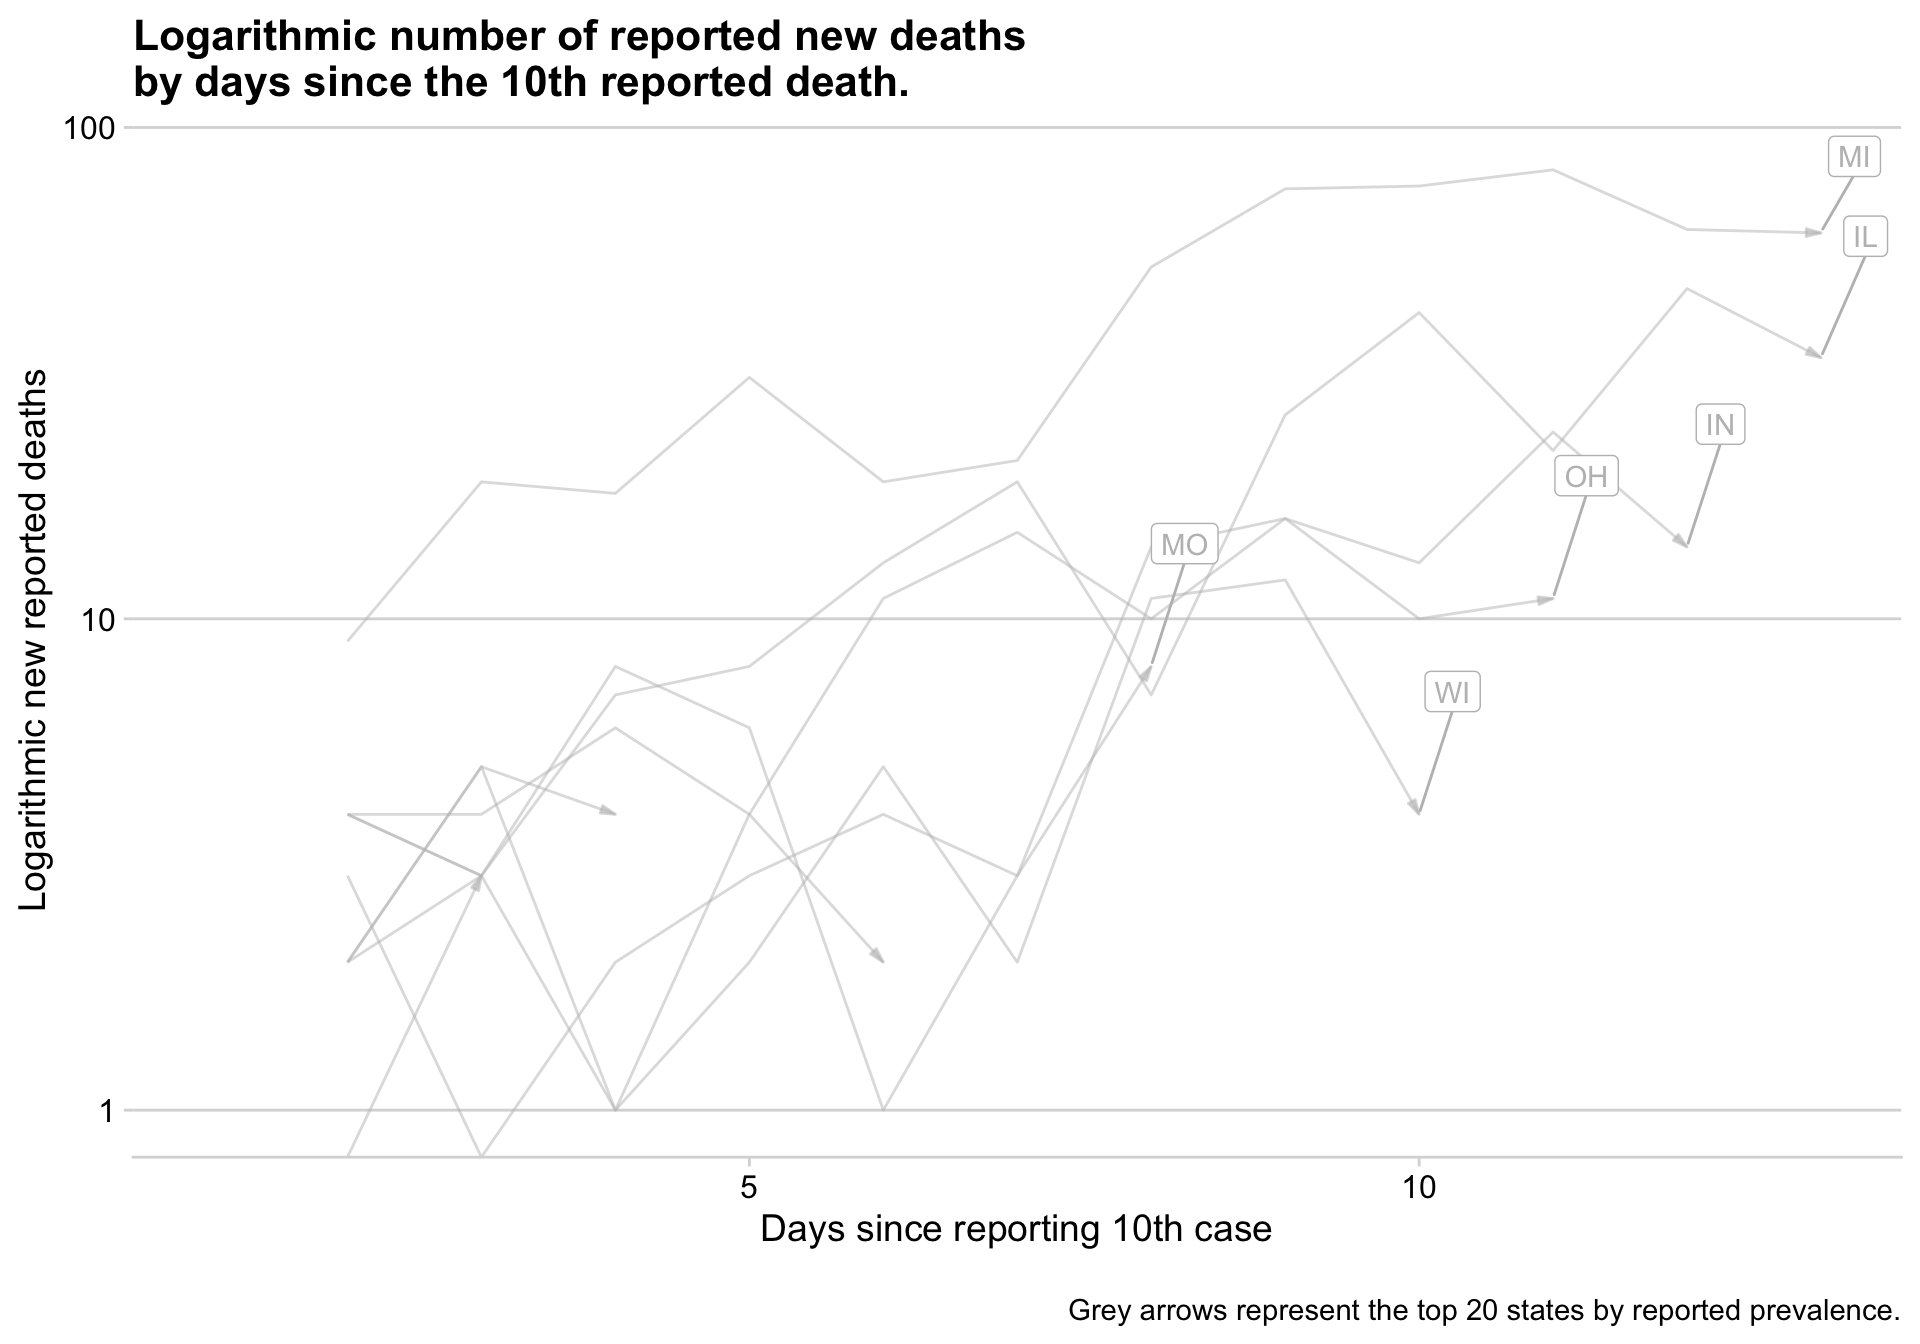 Logarithmic number of reported new deaths
by days since the 10th reported death.
100
MI
IL
IN
OH
MO
10
WI
1
Logarithmic new reported deaths
5
10
Days since reporting 10th case
Grey arrows represent the top 20 states by reported prevalence.